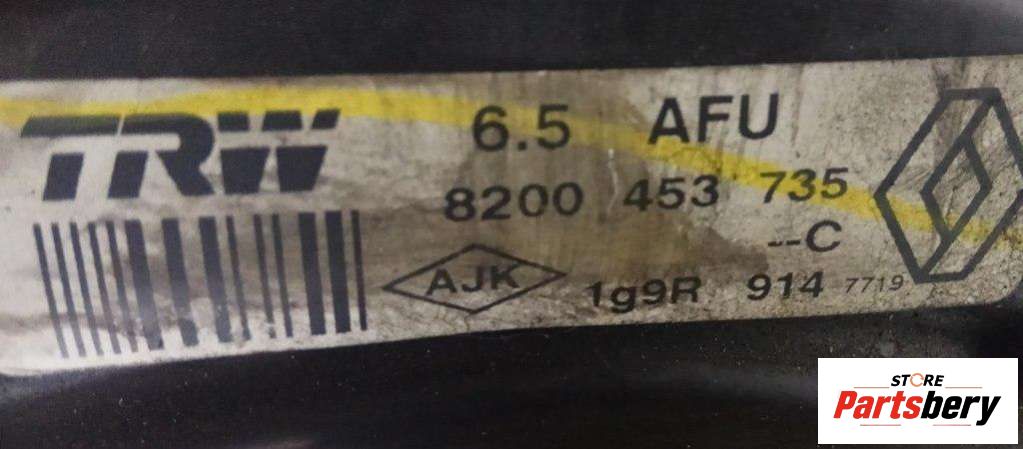 TRW
6.5 AFU
8200 453 735
--C
AJK 1g9R 914 7719
STORE
Partsbery